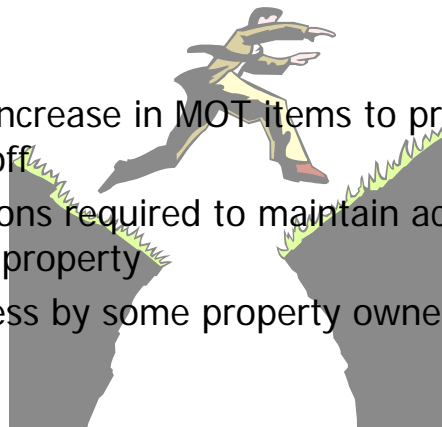 ncrease in MOT items to pr
off
ons required to maintain ac
property
ess by some property owne